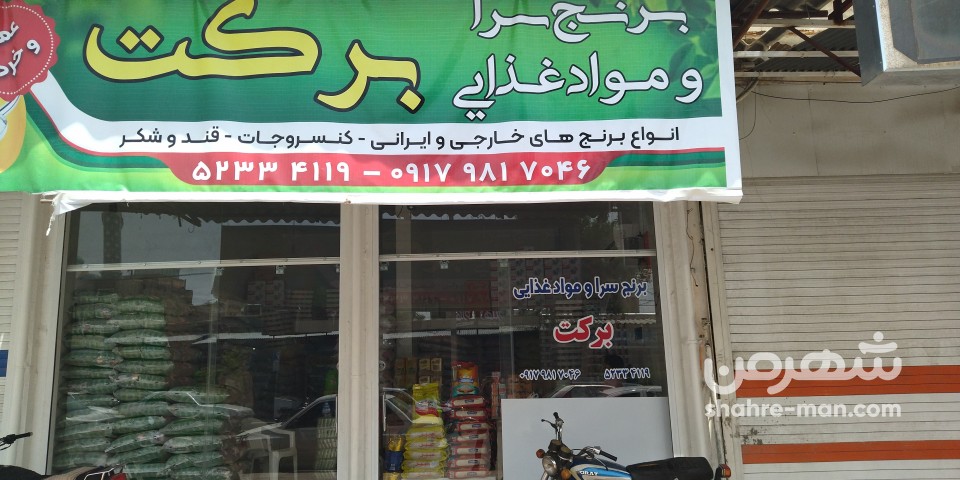 برنج سرا
و مواد غذایی
برکت
انواع برنج های خارجی و ایرانی - کنسروجات - قند و شکر
۵۲۳۳ ۴۱۱۹ - ۰۹۱۷ ۹۸۱ ۷۰۴۶
برنج سرا و مواد غذایی
برکت
۰۹۱۷ ۹۸۱ ۷۰۴۶ ۵۲۳۳ ۴۱۱۹
شهرمن
shahre-man.com